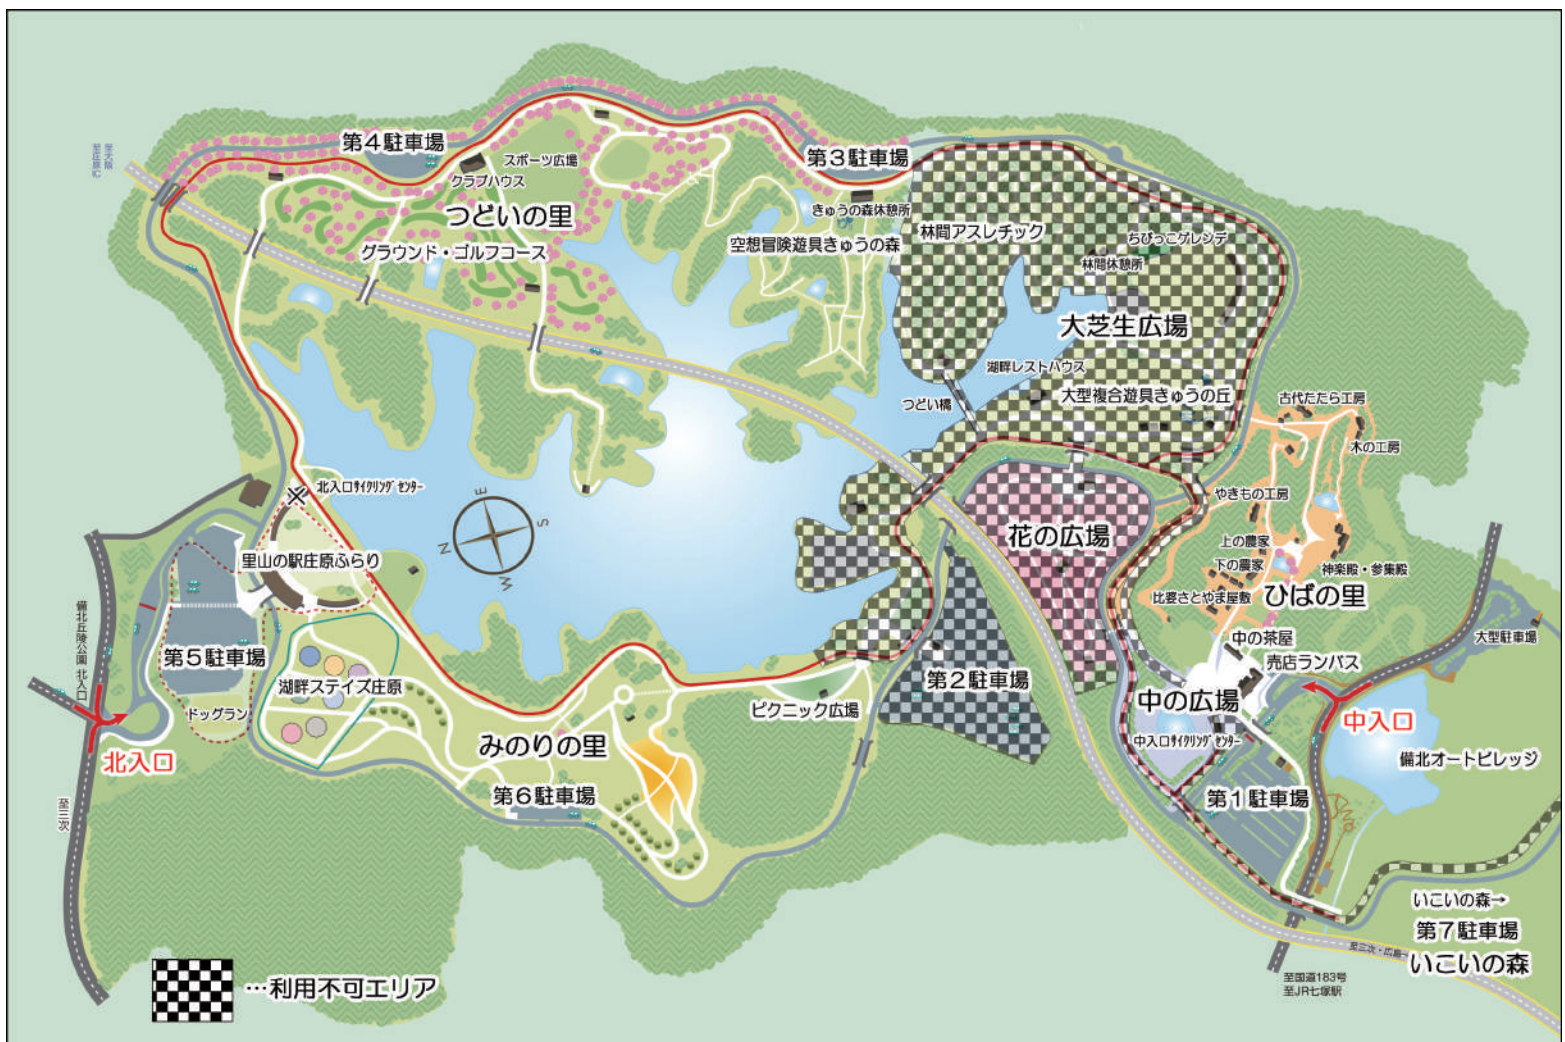 第4駐車場
スポーツ広場
クラブハウス
つどいの里
グラウンド・ゴルフコース
第3駐車場
きゅうの森休憩所
空想冒険遊具きゅうの森
林間アスレチック
ちびっこゲレンデ
林間休憩所
大芝生広場
湖畔レストハウス
大型複合遊具きゅうの丘
つどい橋
古代たたら工房
木の工房
やきもの工房
上の農家
下の農家
神楽殿・参集殿
比婆さとやま屋敷
ひばの里
中の茶屋
売店ランパス
大型駐車場
中の広場
中入口サイクリングセンター
中入口
備北オートビレッジ
第1駐車場
花の広場
第2駐車場
ピクニック広場
北入口サイクリングセンター
里山の駅庄原ふらり
第5駐車場
湖畔ステイズ庄原
ドッグラン
備北丘陵公園 北入口
北入口
至三次
みのりの里
第6駐車場
N
E
S
W
いこいの森→
第7駐車場
いこいの森
至三次・広島
至国道183号
至JR七塚駅
…利用不可エリア